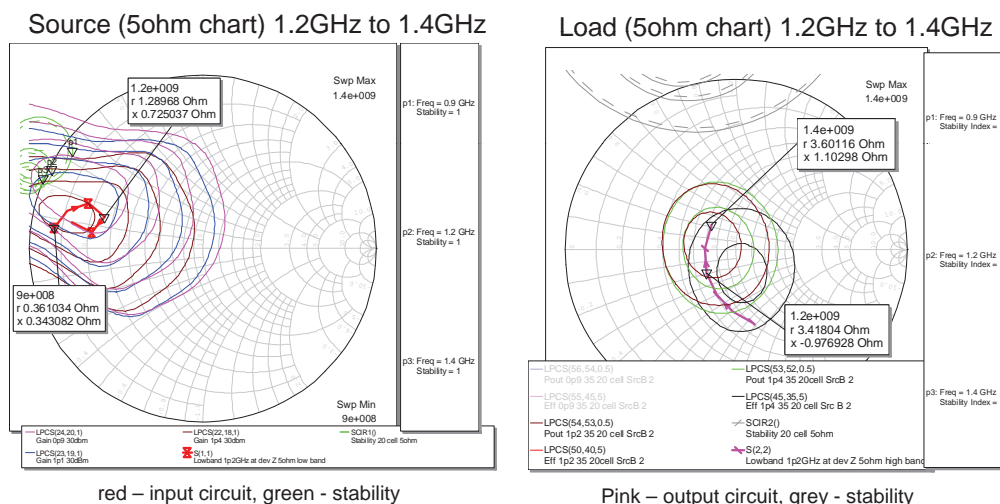 Source (5ohm chart) 1.2GHz to 1.4GHz
Swp Max
1.4e+009
1.2e+009
r 1.28968 Ohm
x 0.725037 Ohm
p1
9e+008
r 0.361034 Ohm
x 0.343082 Ohm
Swp Min
9e+008
p1: Freq = 0.9 GHz
Stability = 1
p2: Freq = 1.2 GHz
Stability = 1
p3: Freq = 1.4 GHz
Stability = 1
LPCS(24,20,1)
Gain 0p9 30dbm
LPCS(22,18,1)
Gain 1p4 30dbm
SCIR1()
Stability 20 cell 5ohm
LPCS(23,19,1)
Gain 1p1 30dBm
S(1,1)
Lowband 1p2GHz at dev Z 5ohm low band
red – input circuit, green - stability
Load (5ohm chart) 1.2GHz to 1.4GHz
Swp Max
1.4e+009
1.4e+009
r 3.60116 Ohm
x 1.10298 Ohm
1.2e+009
r 3.41804 Ohm
x -0.976928 Ohm
p1: Freq = 0.9 GHz
Stability Index =
p2: Freq = 1.2 GHz
Stability Index =
p3: Freq = 1.4 GHz
Stability Index =
LPCS(56,54,0.5)
Pout 0p9 35 20 cell SrcB 2
LPCS(53,52,0.5)
Pout 1p4 35 20cell SrcB 2
LPCS(55,45,5)
Eff 0p9 35 20 cell SrcB 2
LPCS(45,35,5)
Eff 1p4 35 20 cell Src B 2
LPCS(54,53,0.5)
Pout 1p2 35 20 cell SrcB 2
SCIR2()
Stability 20 cell 5ohm
LPCS(50,40,5)
Eff 1p2 35 20cell SrcB 2
S(2,2)
Lowband 1p2GHz at dev Z 5ohm high band
Pink – output circuit, grey - stability